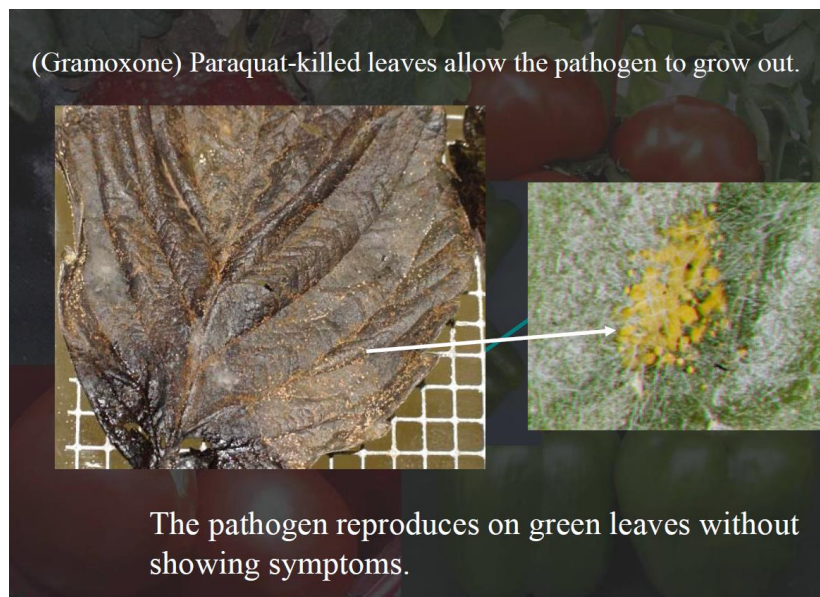 (Gramoxone) Paraquat-killed leaves allow the pathogen to grow out.
The pathogen reproduces on green leaves without
showing symptoms.